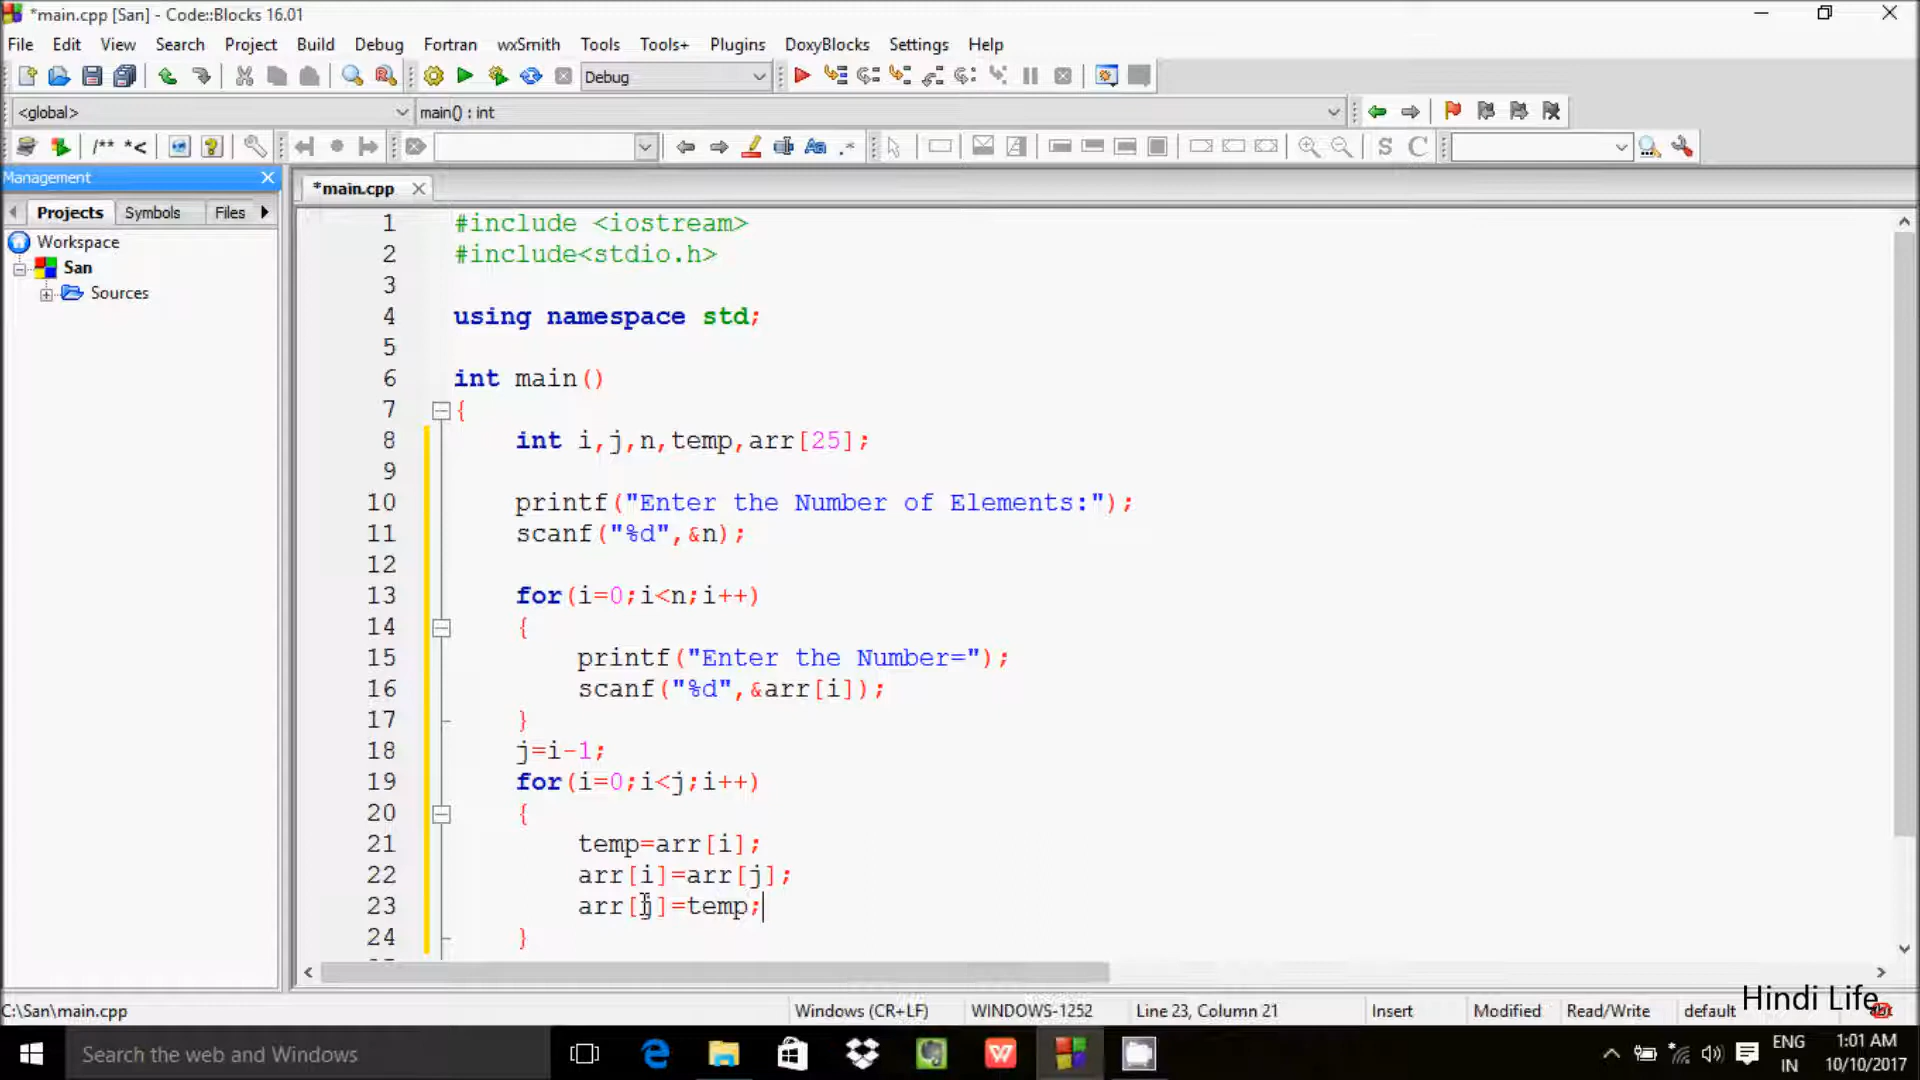 *main.cpp [San] - Code::Blocks 16.01
File Edit View Search Project Build Debug Fortran wxSmith Tools Tools+ Plugins DoxyBlocks Settings Help
Debug
<global> main() : int
/** *<
S C
Management
*main.cpp
Projects Symbols Files
Workspace
San
Sources
1 #include <iostream>
2 #include<stdio.h>
3
4 using namespace std;
5
6 int main()
7 {
8 int i,j,n,temp,arr[25];
9
10 printf("Enter the Number of Elements:");
11 scanf("%d",&n);
12
13 for(i=0;i<n;i++)
14 {
15 printf("Enter the Number=");
16 scanf("%d",&arr[i]);
17 }
18 j=i-1;
19 for(i=0;i<j;i++)
20 {
21 temp=arr[i];
22 arr[i]=arr[j];
23 arr[j]=temp;
24 }
Hindi Life
C:\San\main.cpp Windows (CR+LF) WINDOWS-1252 Line 23, Column 21 Insert Modified Read/Write default
Search the web and Windows
ENG
IN
1:01 AM
10/10/2017